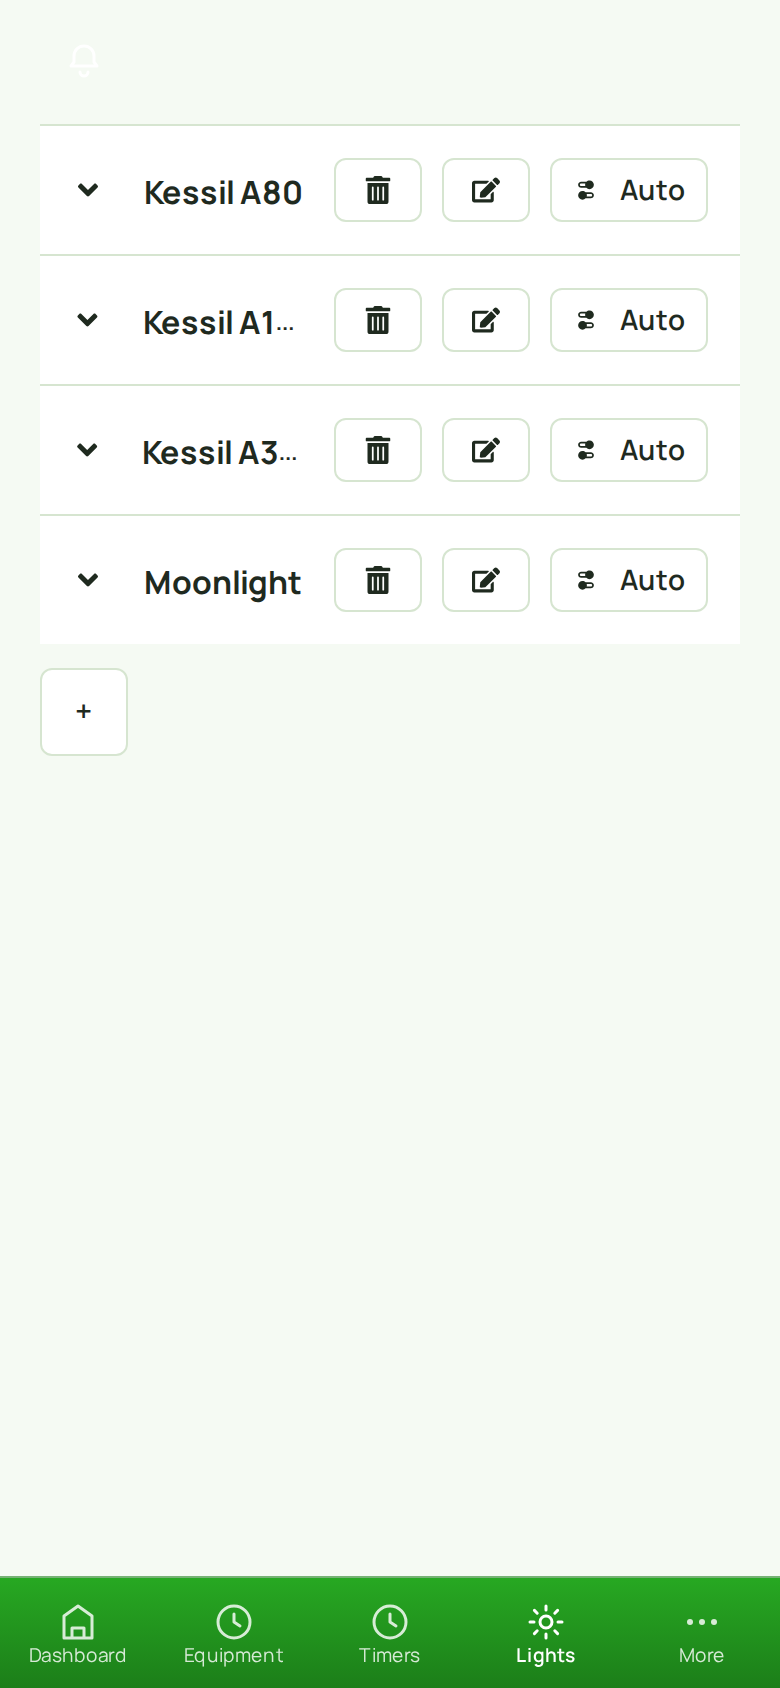 Kessil A80 Auto
Kessil A1... Auto
Kessil A3... Auto
Moonlight Auto
+
Dashboard Equipment Timers Lights More